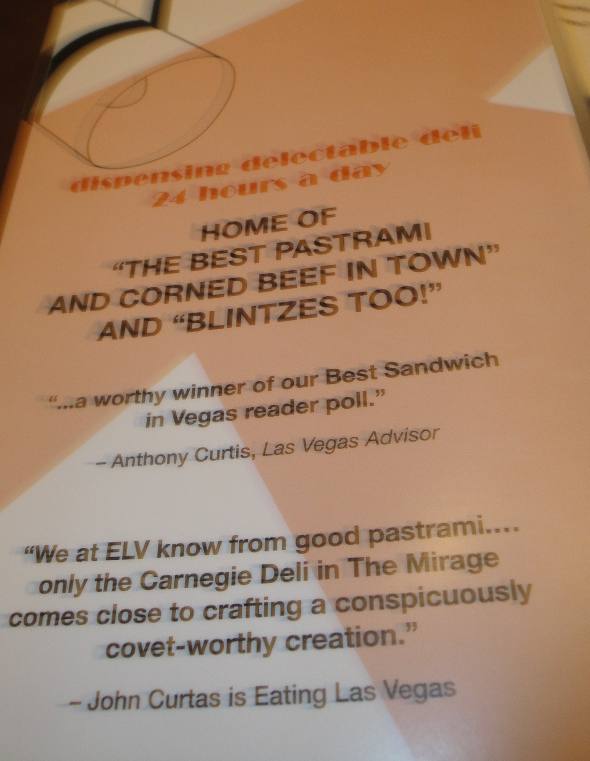 dispensing delectable deli
24 hours a day
HOME OF
“THE BEST PASTRAMI
AND CORNED BEEF IN TOWN”
AND “BLINTZES TOO!”
“...a worthy winner of our Best Sandwich
in Vegas reader poll.”
– Anthony Curtis, Las Vegas Advisor
“We at ELV know from good pastrami....
only the Carnegie Deli in The Mirage
comes close to crafting a conspicuously
covet-worthy creation.”
– John Curtas is Eating Las Vegas